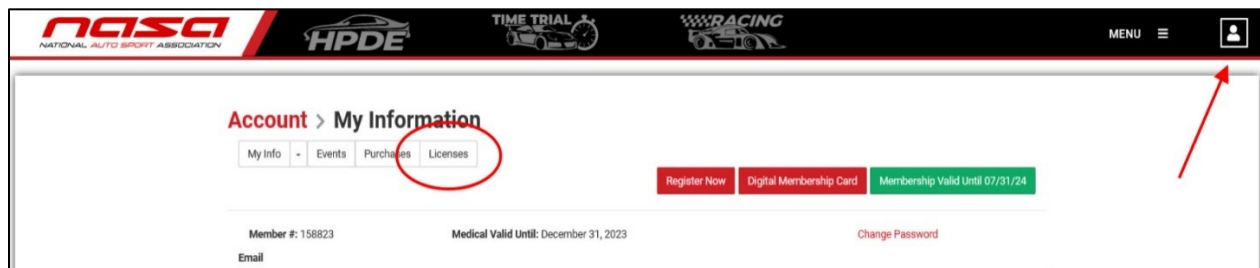 nasa
NATIONAL AUTO SPORT ASSOCIATION
HPDE
TIME TRIAL
RACING
MENU
Account > My Information
My Info Events Purchases Licenses
Register Now Digital Membership Card Membership Valid Until 07/31/24
Member #: 158823 Medical Valid Until: December 31, 2023 Change Password
Email